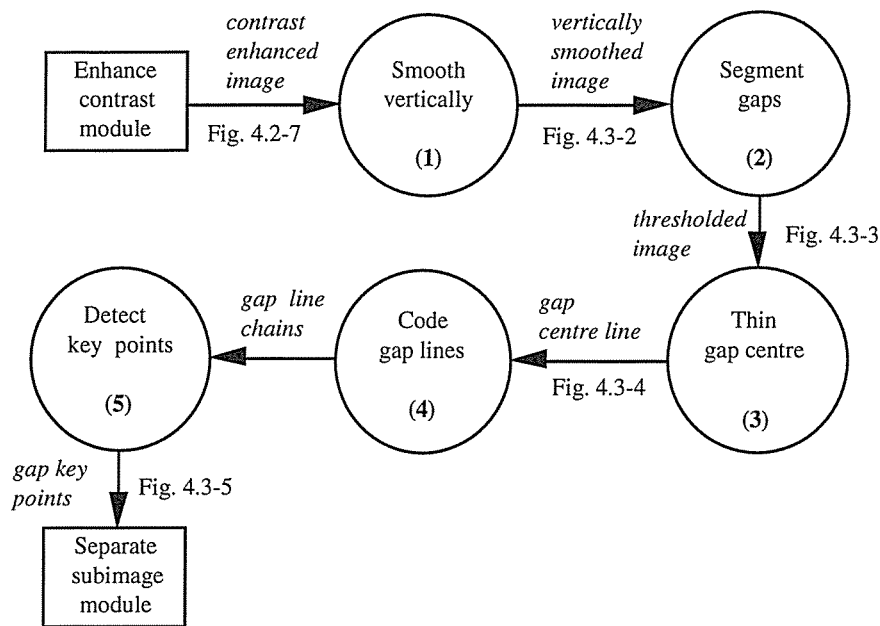 Enhance
contrast
module
contrast
enhanced
image
Fig. 4.2-7
Smooth
vertically
(1)
vertically
smoothed
image
Fig. 4.3-2
Segment
gaps
(2)
thresholded
image
Fig. 4.3-3
Thin
gap centre
(3)
gap
centre line
Fig. 4.3-4
Code
gap lines
(4)
gap line
chains
Detect
key points
(5)
gap key
points
Fig. 4.3-5
Separate
subimage
module